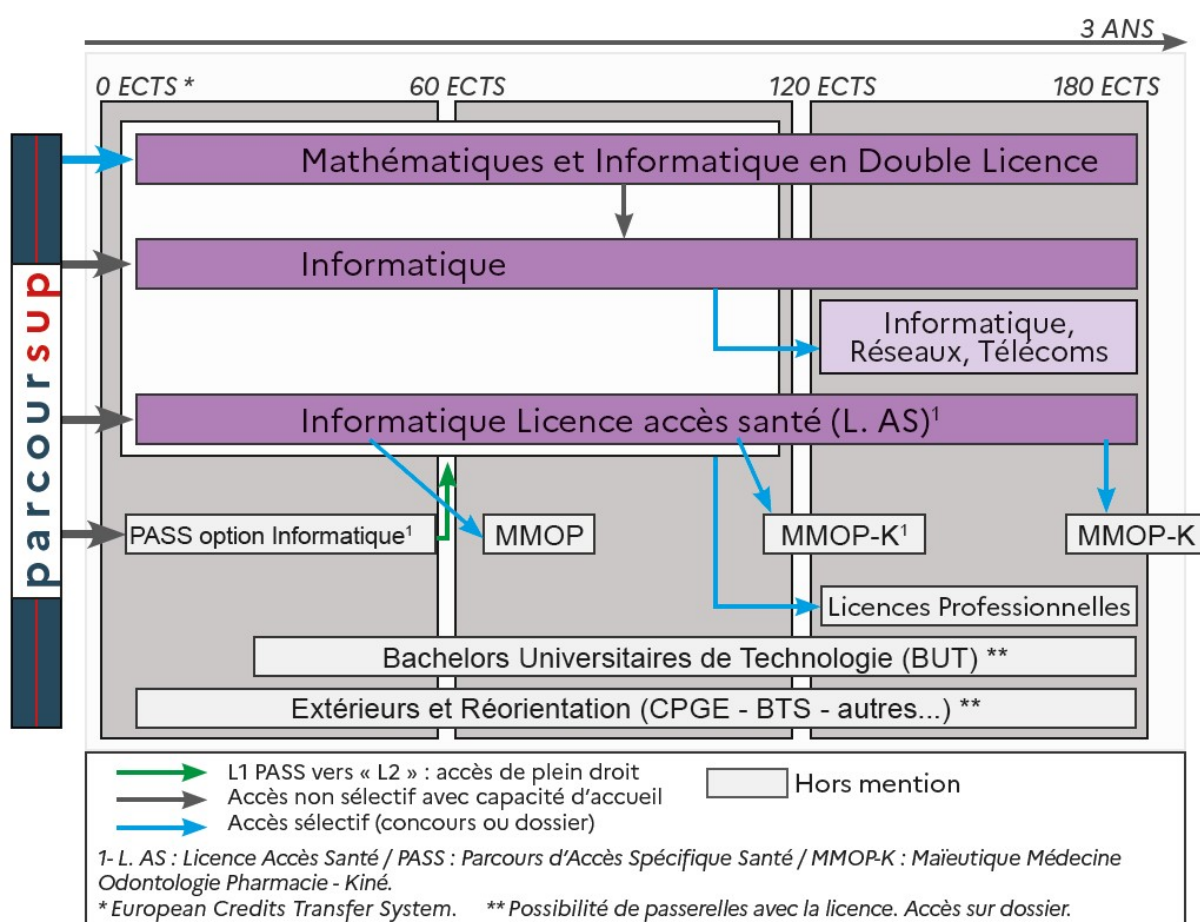 3 ANS
0 ECTS *
60 ECTS
120 ECTS
180 ECTS
parcoursup
Mathématiques et Informatique en Double Licence
Informatique
Informatique,
Réseaux, Télécoms
Informatique Licence accès santé (L. AS)¹
PASS option Informatique¹
MMOP
MMOP-K¹
MMOP-K
Licences Professionnelles
Bachelors Universitaires de Technologie (BUT) **
Extérieurs et Réorientation (CPGE - BTS - autres...) **
L1 PASS vers « L2 » : accès de plein droit
Accès non sélectif avec capacité d'accueil
Accès sélectif (concours ou dossier)
Hors mention
1- L. AS : Licence Accès Santé / PASS : Parcours d'Accès Spécifique Santé / MMOP-K : Maïeutique Médecine
Odontologie Pharmacie - Kiné.
* European Credits Transfer System. ** Possibilité de passerelles avec la licence. Accès sur dossier.